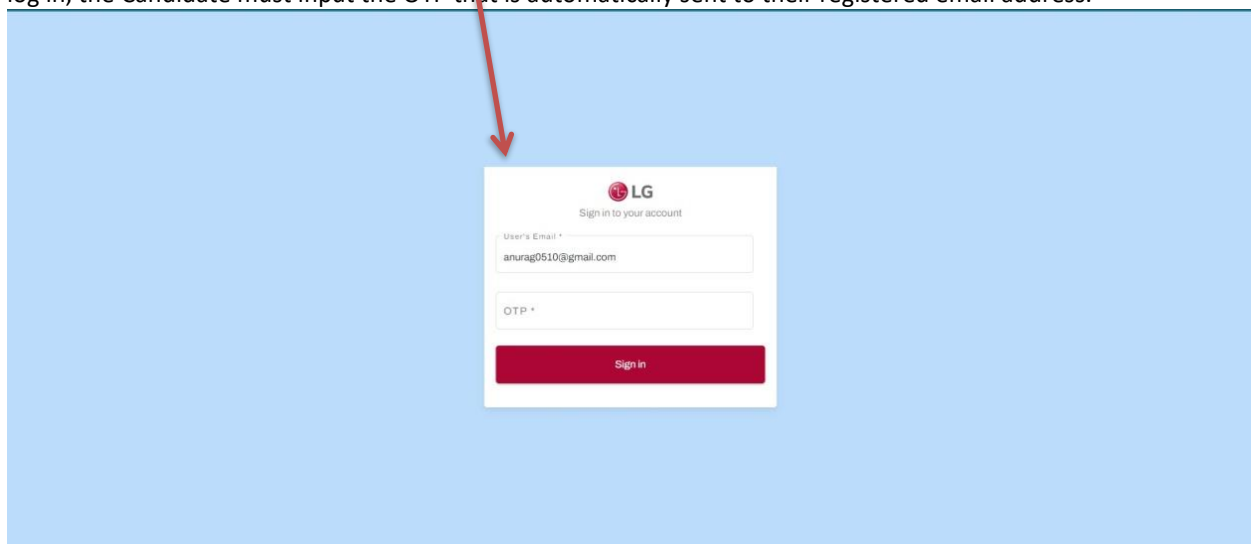 log in, the Candidate must input the OTP that is automatically sent to their registered email address.
LG
Sign in to your account
User's Email *
anurag0510@gmail.com
OTP *
Sign in